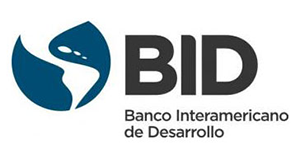 BID
Banco Interamericano
de Desarrollo